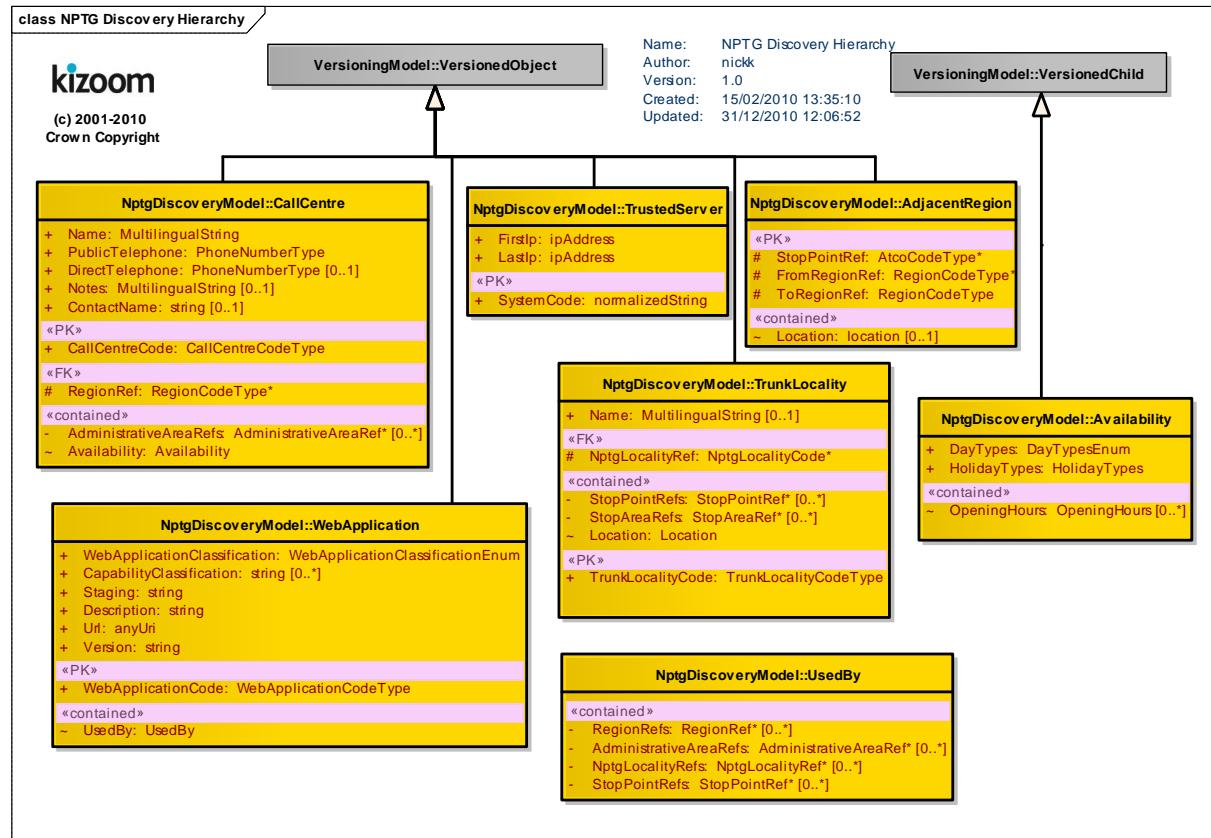 class NPTG Discovery Hierarchy
kizoom
(c) 2001-2010
Crown Copyright
VersioningModel::VersionedObject
Name: NPTG Discovery Hierarchy
Author: nickk
Version: 1.0
Created: 15/02/2010 13:35:10
Updated: 31/12/2010 12:06:52
VersioningModel::VersionedChild
NptgDiscoveryModel::CallCentre
+ Name: MultilingualString
+ PublicTelephone: PhoneNumberType
+ DirectTelephone: PhoneNumberType [0..1]
+ Notes: MultilingualString [0..1]
+ ContactName: string [0..1]
«PK»
+ CallCentreCode: CallCentreCodeType
«FK»
# RegionRef: RegionCodeType*
«contained»
- AdministrativeAreaRefs: AdministrativeAreaRef* [0..*]
~ Availability: Availability
NptgDiscoveryModel::TrustedServer
+ FirstIp: ipAddress
+ LastIp: ipAddress
«PK»
+ SystemCode: normalizedString
NptgDiscoveryModel::AdjacentRegion
«PK»
# StopPointRef: AtcoCodeType*
# FromRegionRef: RegionCodeType*
# ToRegionRef: RegionCodeType
«contained»
~ Location: location [0..1]
NptgDiscoveryModel::TrunkLocality
+ Name: MultilingualString [0..1]
«FK»
# NptgLocalityRef: NptgLocalityCode*
«contained»
- StopPointRefs: StopPointRef* [0..*]
- StopAreaRefs: StopAreaRef* [0..*]
~ Location: Location
«PK»
+ TrunkLocalityCode: TrunkLocalityCodeType
NptgDiscoveryModel::Availability
+ DayTypes: DayTypesEnum
+ HolidayTypes: HolidayTypes
«contained»
~ OpeningHours: OpeningHours [0..*]
NptgDiscoveryModel::WebApplication
+ WebApplicationClassification: WebApplicationClassificationEnum
+ CapabilityClassification: string [0..*]
+ Staging: string
+ Description: string
+ Url: anyUri
+ Version: string
«PK»
+ WebApplicationCode: WebApplicationCodeType
«contained»
~ UsedBy: UsedBy
NptgDiscoveryModel::UsedBy
«contained»
- RegionRefs: RegionRef* [0..*]
- AdministrativeAreaRefs: AdministrativeAreaRef* [0..*]
- NptgLocalityRefs: NptgLocalityRef* [0..*]
- StopPointRefs: StopPointRef* [0..*]